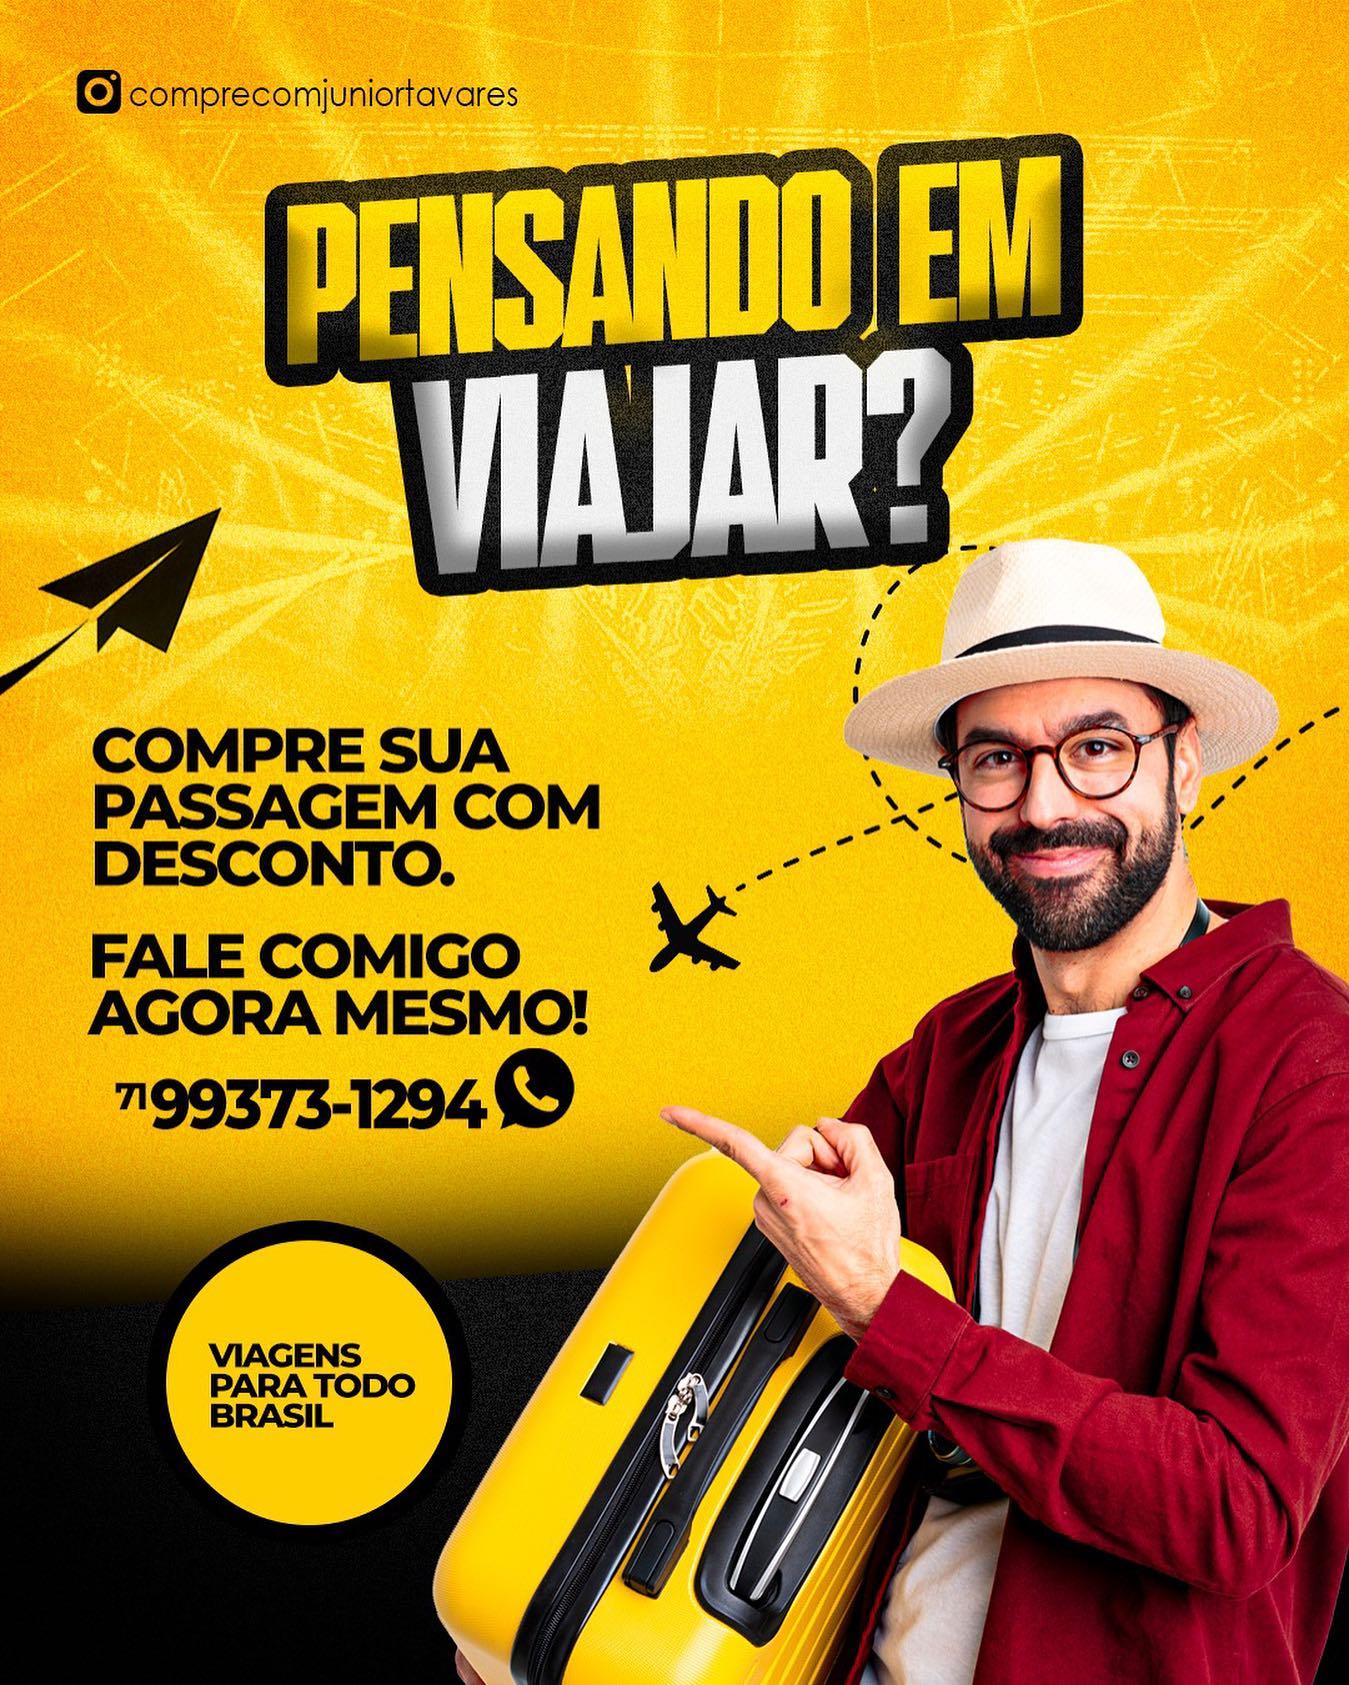 comprecomjuniortavares
PENSANDO EM
VIAJAR?
COMPRE SUA
PASSAGEM COM
DESCONTO.
FALE COMIGO
AGORA MESMO!
71 99373-1294
VIAGENS
PARA TODO
BRASIL